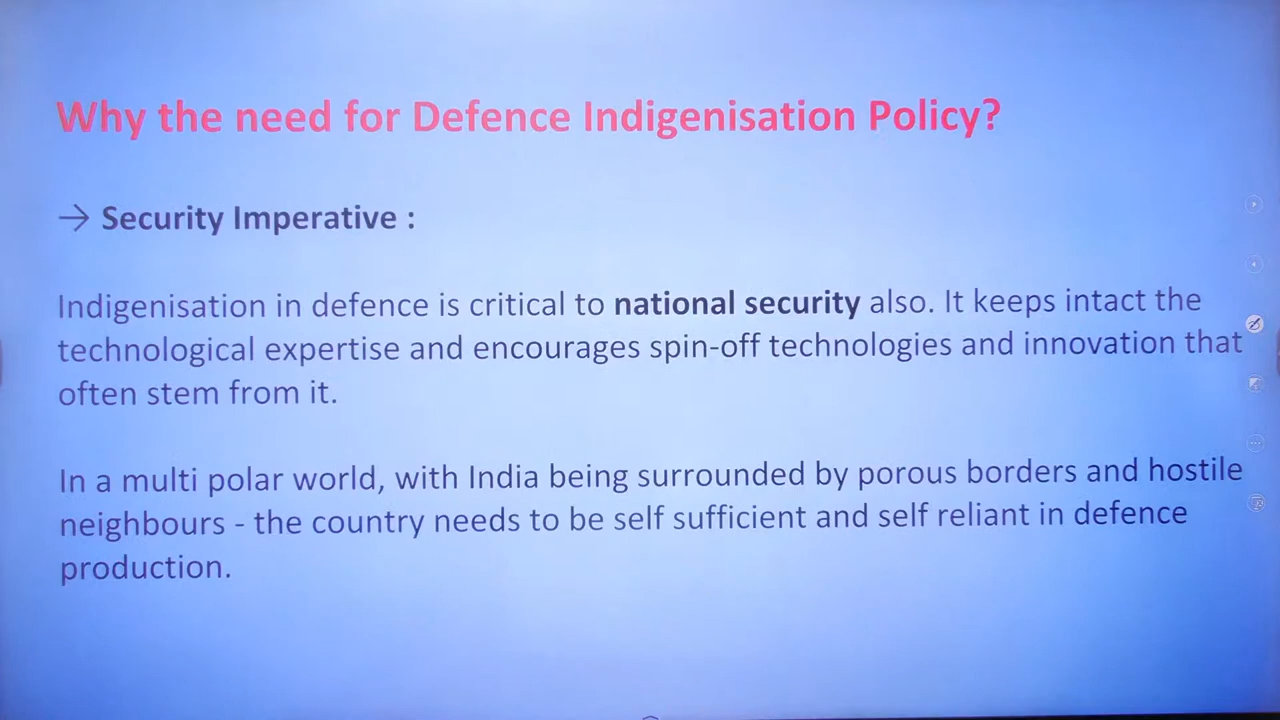 Why the need for Defence Indigenisation Policy?
→ Security Imperative :
Indigenisation in defence is critical to national security also. It keeps intact the
technological expertise and encourages spin-off technologies and innovation that
often stem from it.
In a multi polar world, with India being surrounded by porous borders and hostile
neighbours - the country needs to be self sufficient and self reliant in defence
production.